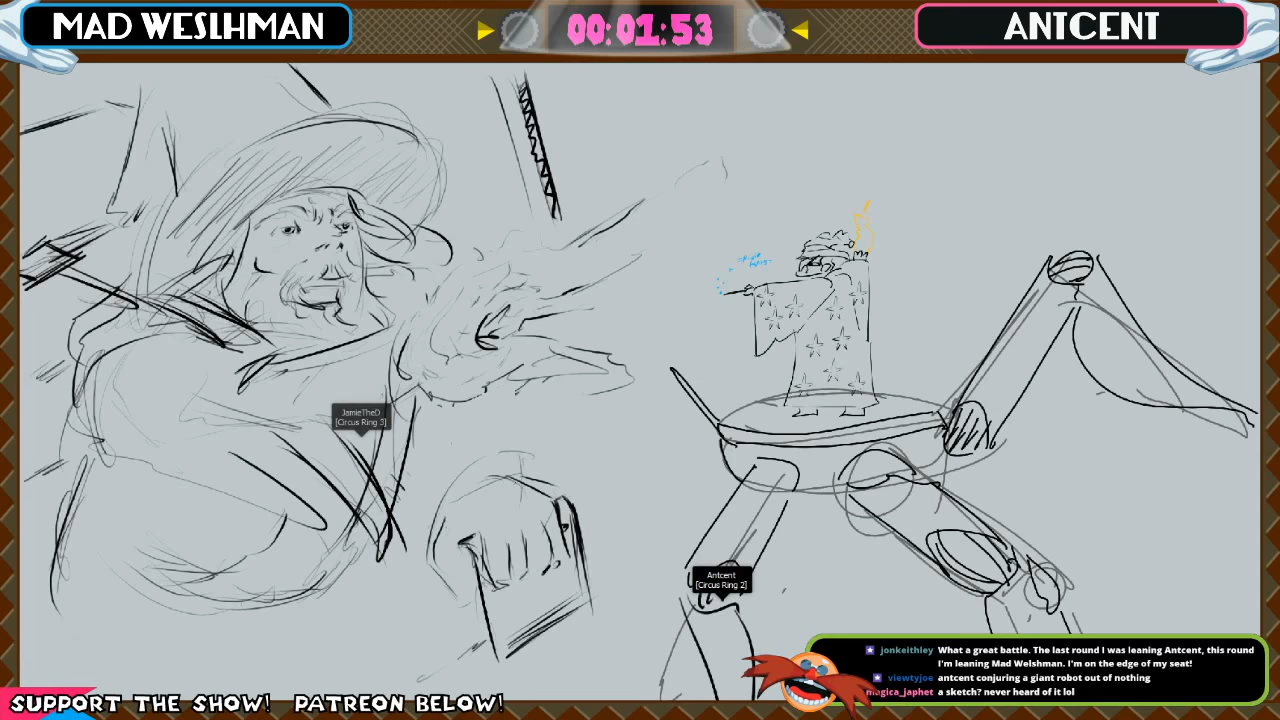 MAD WESLHMAN
00:01:53
ANTCENT
JamieTheD
[Circus Ring 3]
Antcent
[Circus Ring 2]
jonkeithley What a great battle. The last round I was leaning Antcent, this round
I'm leaning Mad Welshman. I'm on the edge of my seat!
viewtyjoe antcent conjuring a giant robot out of nothing
magica_japhet a sketch? never heard of it lol
SUPPORT THE SHOW! PATREON BELOW!